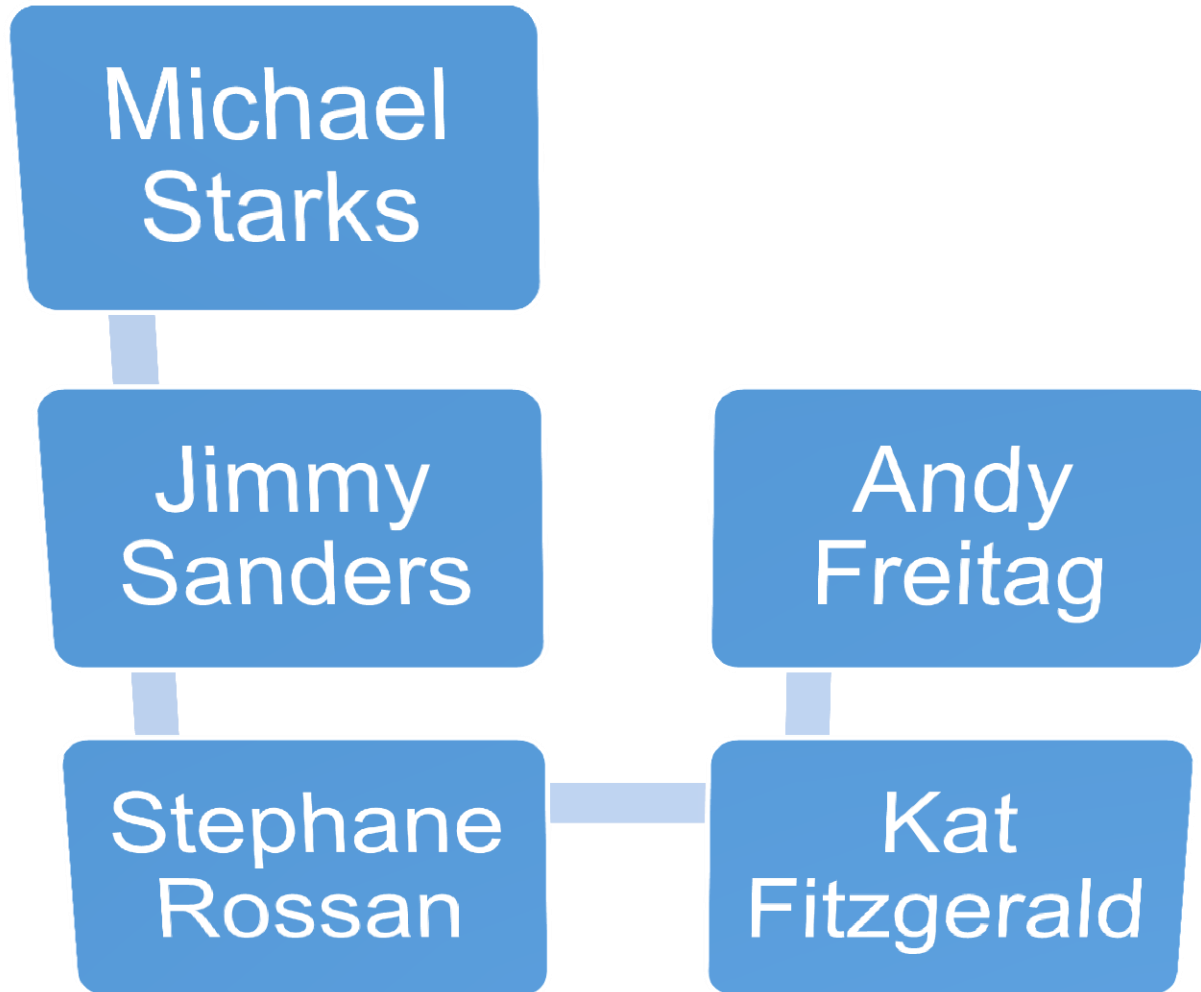 Michael
Starks
Jimmy
Sanders
Stephane
Rossan
Kat
Fitzgerald
Andy
Freitag